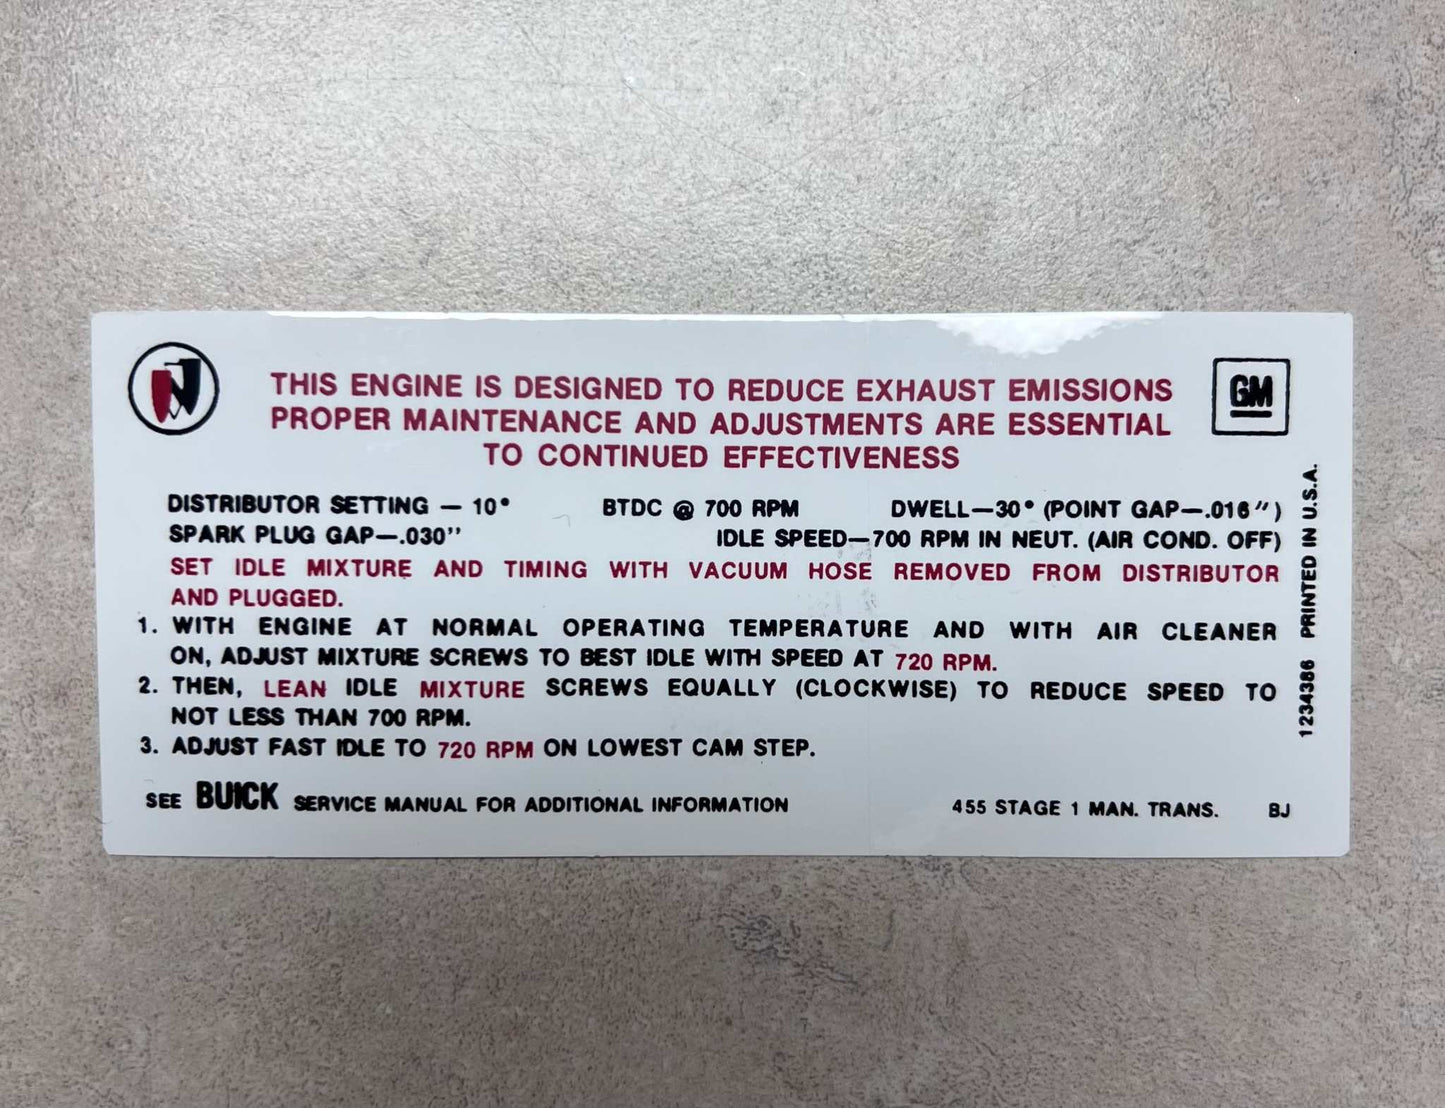 GM
THIS ENGINE IS DESIGNED TO REDUCE EXHAUST EMISSIONS
PROPER MAINTENANCE AND ADJUSTMENTS ARE ESSENTIAL
TO CONTINUED EFFECTIVENESS
DISTRIBUTOR SETTING — 10° BTDC @ 700 RPM DWELL—30° (POINT GAP—.016")
SPARK PLUG GAP—.030" IDLE SPEED—700 RPM IN NEUT. (AIR COND. OFF)
SET IDLE MIXTURE AND TIMING WITH VACUUM HOSE REMOVED FROM DISTRIBUTOR
AND PLUGGED.
1. WITH ENGINE AT NORMAL OPERATING TEMPERATURE AND WITH AIR CLEANER
ON, ADJUST MIXTURE SCREWS TO BEST IDLE WITH SPEED AT 720 RPM.
2. THEN, LEAN IDLE MIXTURE SCREWS EQUALLY (CLOCKWISE) TO REDUCE SPEED TO
NOT LESS THAN 700 RPM.
3. ADJUST FAST IDLE TO 720 RPM ON LOWEST CAM STEP.
SEE BUICK SERVICE MANUAL FOR ADDITIONAL INFORMATION 455 STAGE 1 MAN. TRANS. BJ
1234386 PRINTED IN U.S.A.